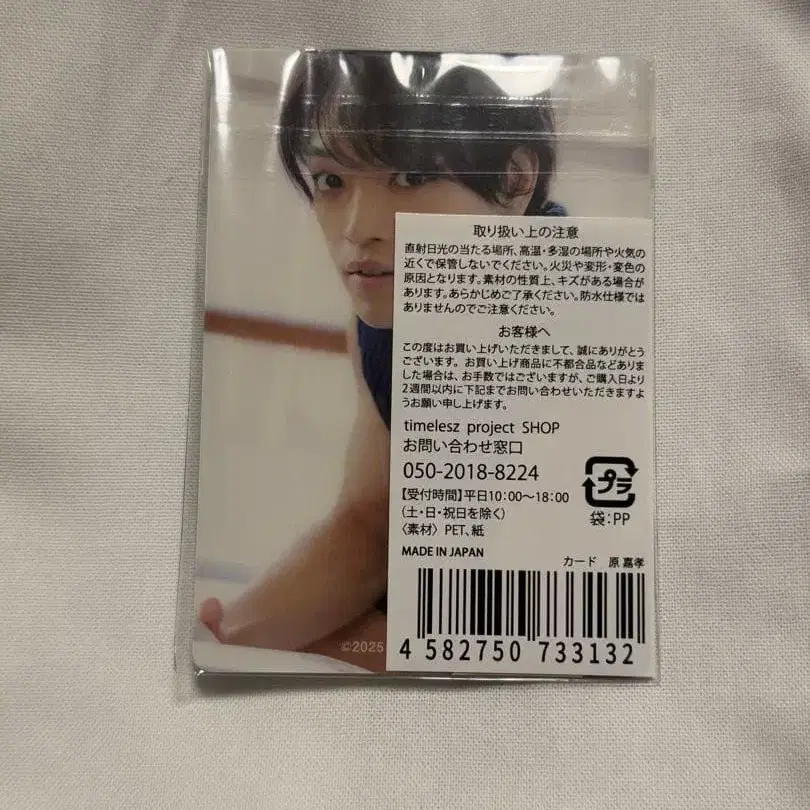 取り扱い上の注意
直射日光の当たる場所、高温・多湿の場所や火気の
近くで保管しないでください。火災や変形・変色の
原因となります。素材の性質上、キズがある場合が
あります。あらかじめご了承ください。防水仕様では
ありませんのでご注意ください。
お客様へ
この度はお買い上げいただきまして、誠にありがとう
ございます。お買い上げ商品に不都合品などありま
した場合は、お手数ではございますが、ご購入日より
2週間以内に下記までお問い合わせいただきますよ
うお願い申し上げます。
timelesz project SHOP
お問い合わせ窓口
050-2018-8224
【受付時間】平日10:00〜18:00
(土・日・祝日を除く)
〈素材〉PET、紙
MADE IN JAPAN
プラ
袋:PP
カード 原 嘉孝
4 582750 733132
©2025